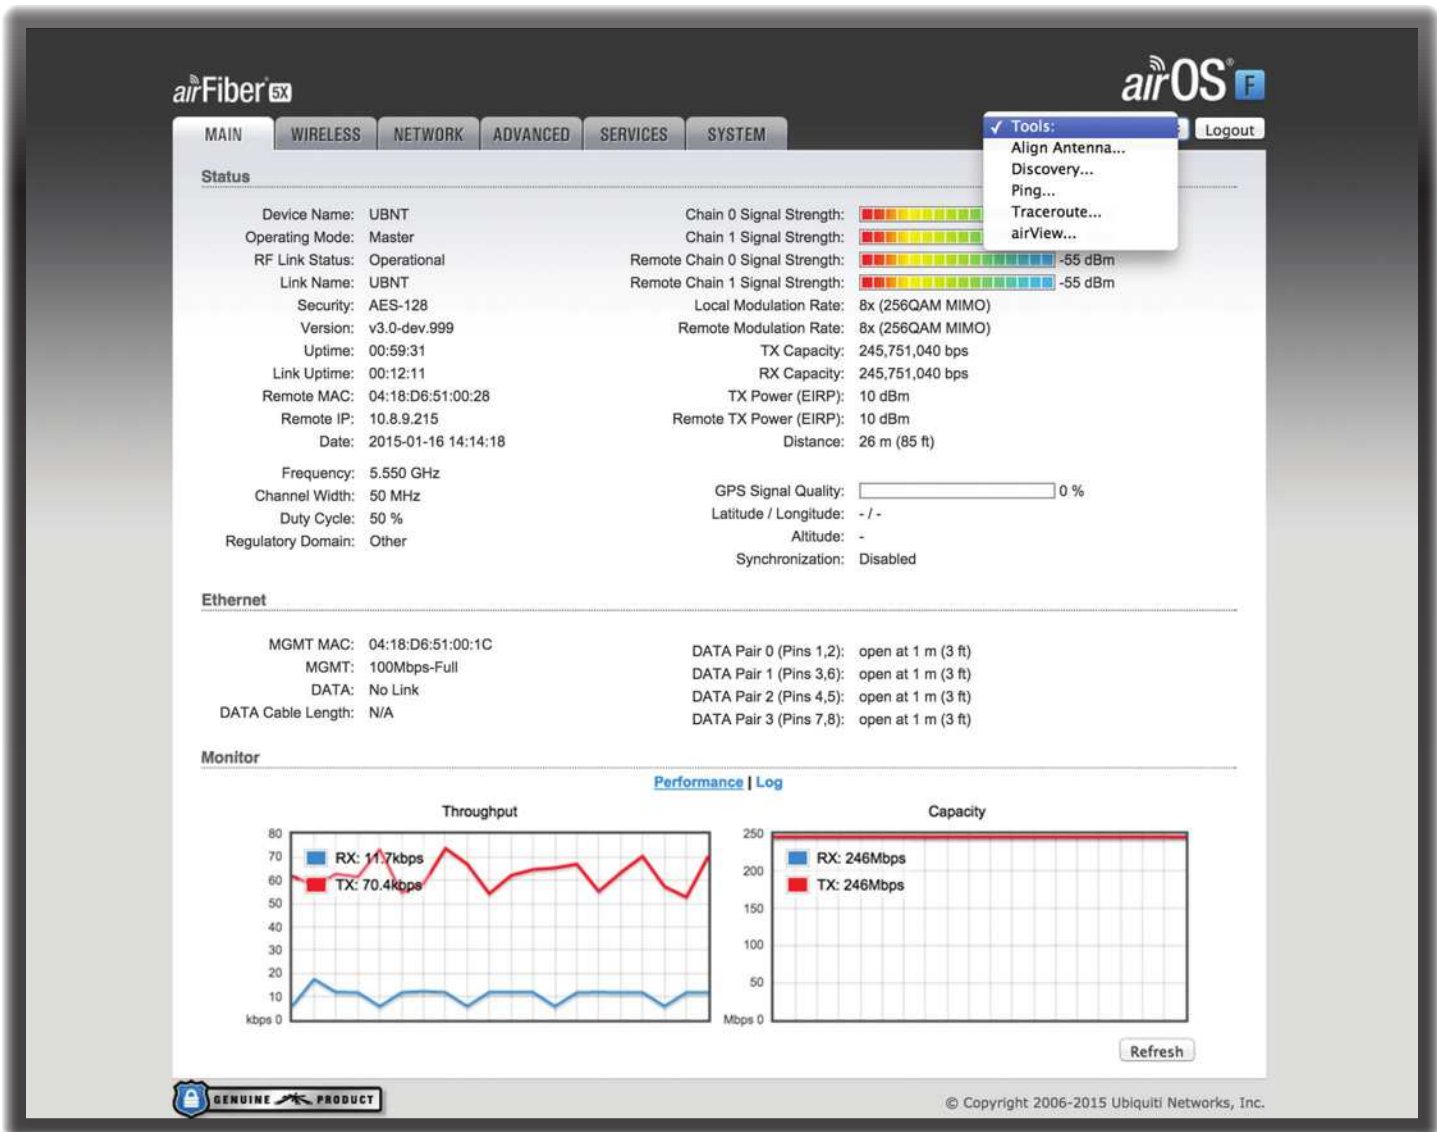 airFiber® 5X
airOS® F
MAIN WIRELESS NETWORK ADVANCED SERVICES SYSTEM
✓ Tools:
Align Antenna...
Discovery...
Ping...
Traceroute...
airView...
Logout
Status
Device Name: UBNT
Operating Mode: Master
RF Link Status: Operational
Link Name: UBNT
Security: AES-128
Version: v3.0-dev.999
Uptime: 00:59:31
Link Uptime: 00:12:11
Remote MAC: 04:18:D6:51:00:28
Remote IP: 10.8.9.215
Date: 2015-01-16 14:14:18
Frequency: 5.550 GHz
Channel Width: 50 MHz
Duty Cycle: 50 %
Regulatory Domain: Other
Chain 0 Signal Strength:
Chain 1 Signal Strength:
Remote Chain 0 Signal Strength: -55 dBm
Remote Chain 1 Signal Strength: -55 dBm
Local Modulation Rate: 8x (256QAM MIMO)
Remote Modulation Rate: 8x (256QAM MIMO)
TX Capacity: 245,751,040 bps
RX Capacity: 245,751,040 bps
TX Power (EIRP): 10 dBm
Remote TX Power (EIRP): 10 dBm
Distance: 26 m (85 ft)
GPS Signal Quality: 0 %
Latitude / Longitude: - / -
Altitude: -
Synchronization: Disabled
Ethernet
MGMT MAC: 04:18:D6:51:00:1C
MGMT: 100Mbps-Full
DATA: No Link
DATA Cable Length: N/A
DATA Pair 0 (Pins 1,2): open at 1 m (3 ft)
DATA Pair 1 (Pins 3,6): open at 1 m (3 ft)
DATA Pair 2 (Pins 4,5): open at 1 m (3 ft)
DATA Pair 3 (Pins 7,8): open at 1 m (3 ft)
Monitor
Performance | Log
Throughput
80
70
60
50
40
30
20
10
kbps 0
RX: 11.7kbps
TX: 70.4kbps
Capacity
250
200
150
100
50
Mbps 0
RX: 246Mbps
TX: 246Mbps
Refresh
GENUINE PRODUCT
© Copyright 2006-2015 Ubiquiti Networks, Inc.